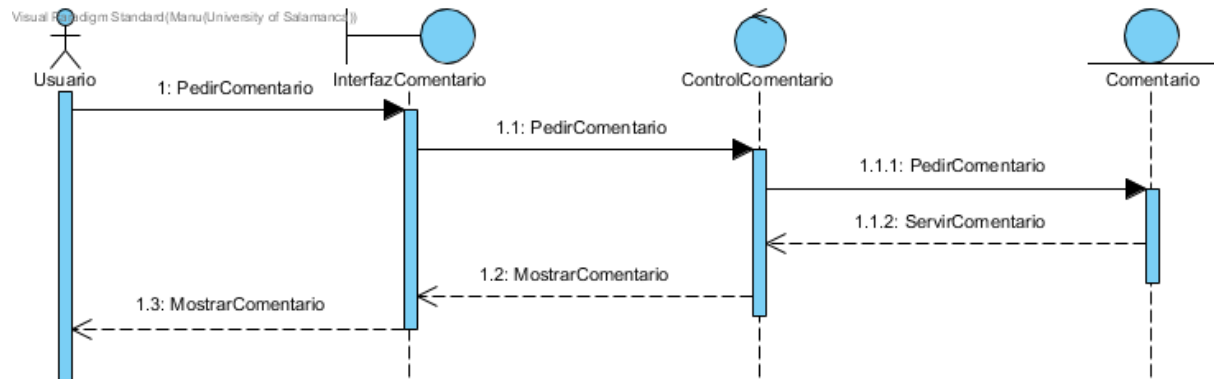 Visual Paradigm Standard(Manu(University of Salamanca))
Usuario
InterfazComentario
ControlComentario
Comentario
1: PedirComentario
1.1: PedirComentario
1.1.1: PedirComentario
1.1.2: ServirComentario
1.2: MostrarComentario
1.3: MostrarComentario